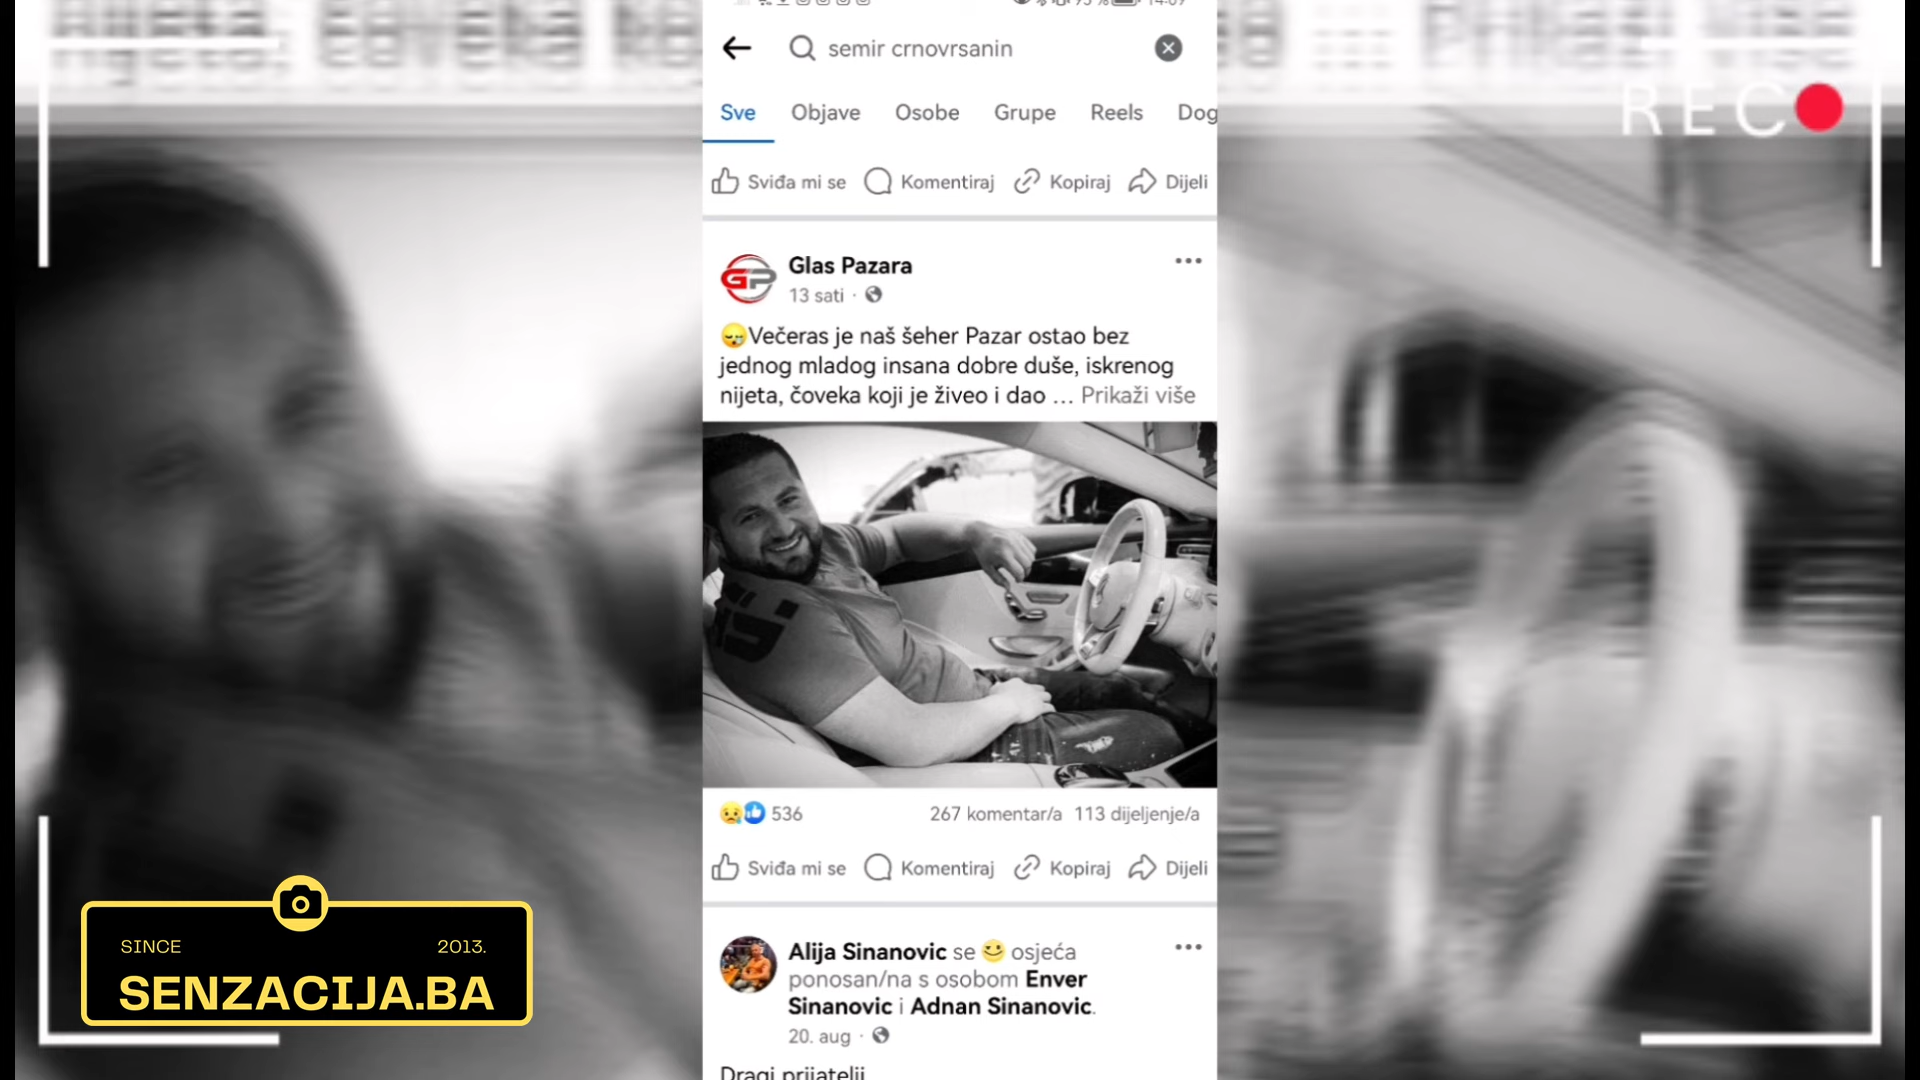 semir crnovrsanin
Sve Objave Osobe Grupe Reels Dog
Sviđa mi se Komentiraj Kopiraj Dijeli
GP Glas Pazara
13 sati ·
Večeras je naš šeher Pazar ostao bez
jednog mladog insana dobre duše, iskrenog
nijeta, čoveka koji je živeo i dao … Prikaži više
536 267 komentar/a 113 dijeljenje/a
Sviđa mi se Komentiraj Kopiraj Dijeli
Alija Sinanovic se osjeća
ponosan/na s osobom Enver
Sinanovic i Adnan Sinanovic.
20. aug ·
Dragi prijatelji
REC
SINCE 2013.
SENZACIJA.BA